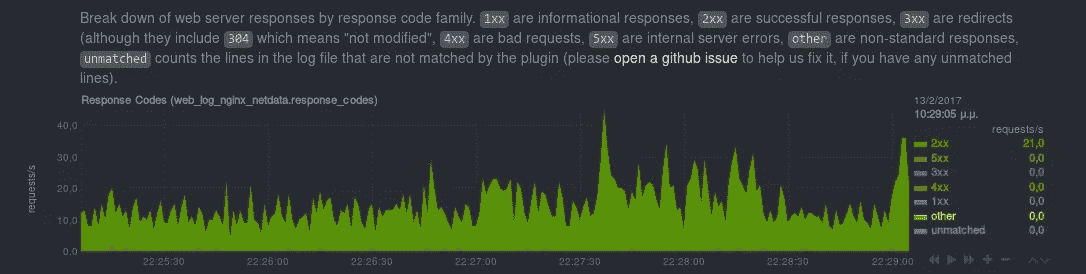 Break down of web server responses by response code family. 1xx are informational responses, 2xx are successful responses, 3xx are redirects
(although they include 304 which means "not modified", 4xx are bad requests, 5xx are internal server errors, other are non-standard responses,
unmatched counts the lines in the log file that are not matched by the plugin (please open a github issue to help us fix it, if you have any unmatched
lines).
Response Codes (web_log_nginx_netdata.response_codes)
13/2/2017
10:29:05 μ.μ.
requests/s
2xx 21,0
5xx 0,0
3xx 0,0
4xx 0,0
1xx 0,0
other 0,0
unmatched 0,0
requests/s
40,0
30,0
20,0
10,0
0,0
22:25:30 22:26:00 22:26:30 22:27:00 22:27:30 22:28:00 22:28:30 22:29:00